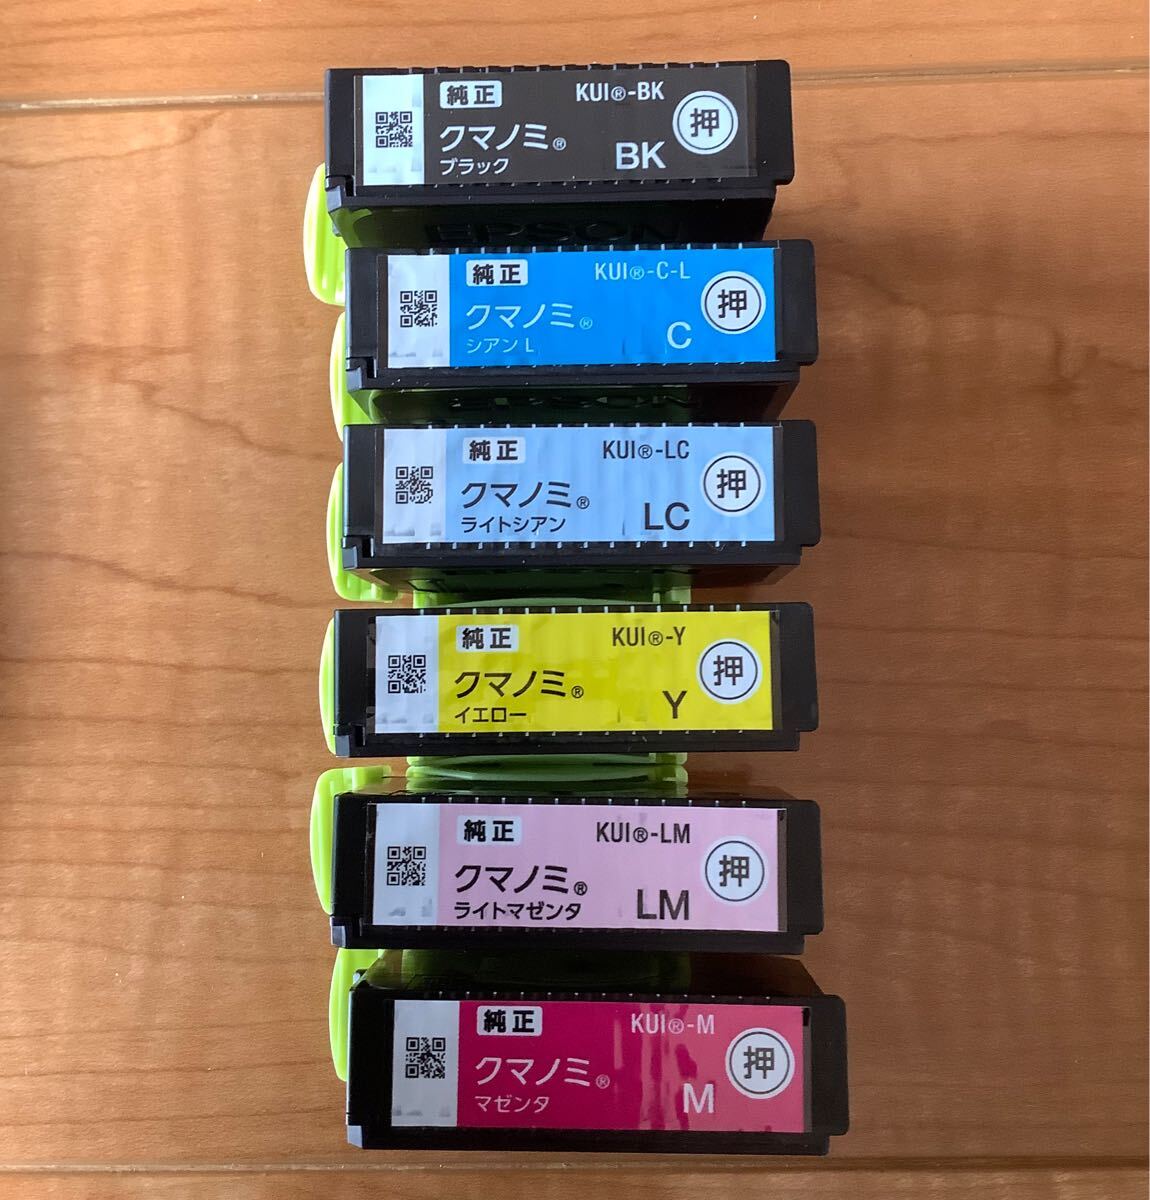 純正 KUI®-BK
クマノミ® 押
ブラック BK
EPSON
純正 KUI®-C-L
クマノミ® 押
シアン L C
EPSON
純正 KUI®-LC
クマノミ® 押
ライトシアン LC
純正 KUI®-Y
クマノミ® 押
イエロー Y
純正 KUI®-LM
クマノミ® 押
ライトマゼンタ LM
純正 KUI®-M
クマノミ® 押
マゼンタ M